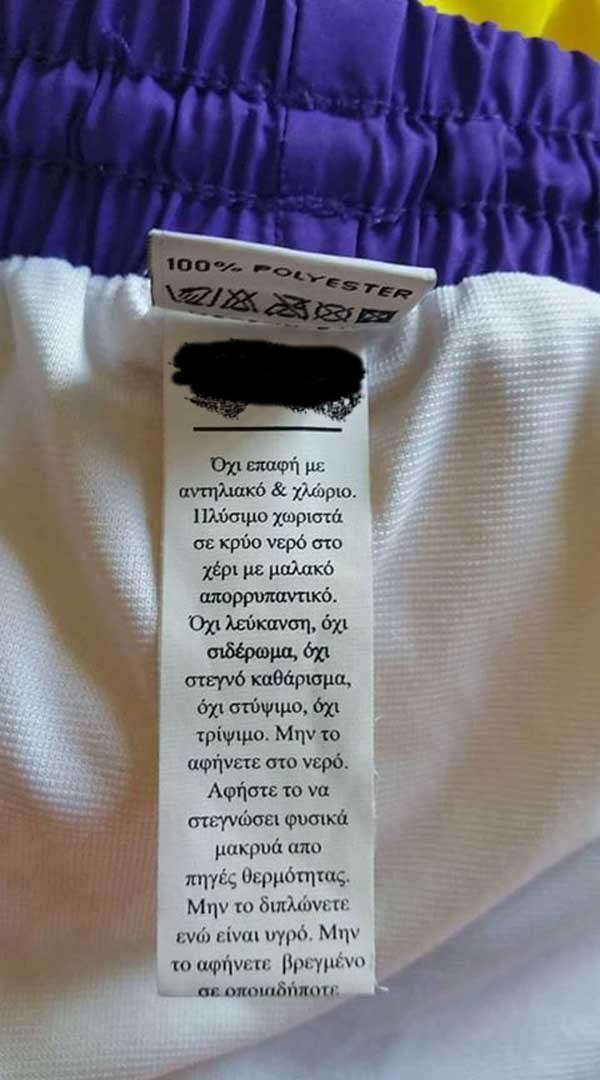 100% POLYESTER
Όχι επαφή με
αντηλιακό & χλώριο.
Πλύσιμο χωριστά
σε κρύο νερό στο
χέρι με μαλακό
απορρυπαντικό.
Όχι λεύκανση, όχι
σιδέρωμα, όχι
στεγνό καθάρισμα,
όχι στύψιμο, όχι
τρίψιμο. Μην το
αφήνετε στο νερό.
Αφήστε το να
στεγνώσει φυσικά
μακρυά απο
πηγές θερμότητας.
Μην το διπλώνετε
ενώ είναι υγρό. Μην
το αφήνετε βρεγμένο
σε οποιαδήποτε